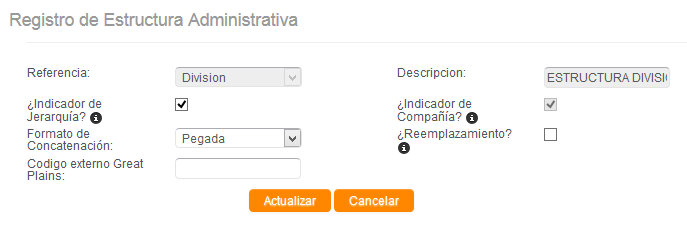 Registro de Estructura Administrativa
Referencia: Division Descripcion: ESTRUCTURA DIVISI
¿Indicador de Jerarquía? ¿Indicador de Compañía?
Formato de Concatenación: Pegada ¿Reemplazamiento?
Codigo externo Great Plains:
Actualizar Cancelar